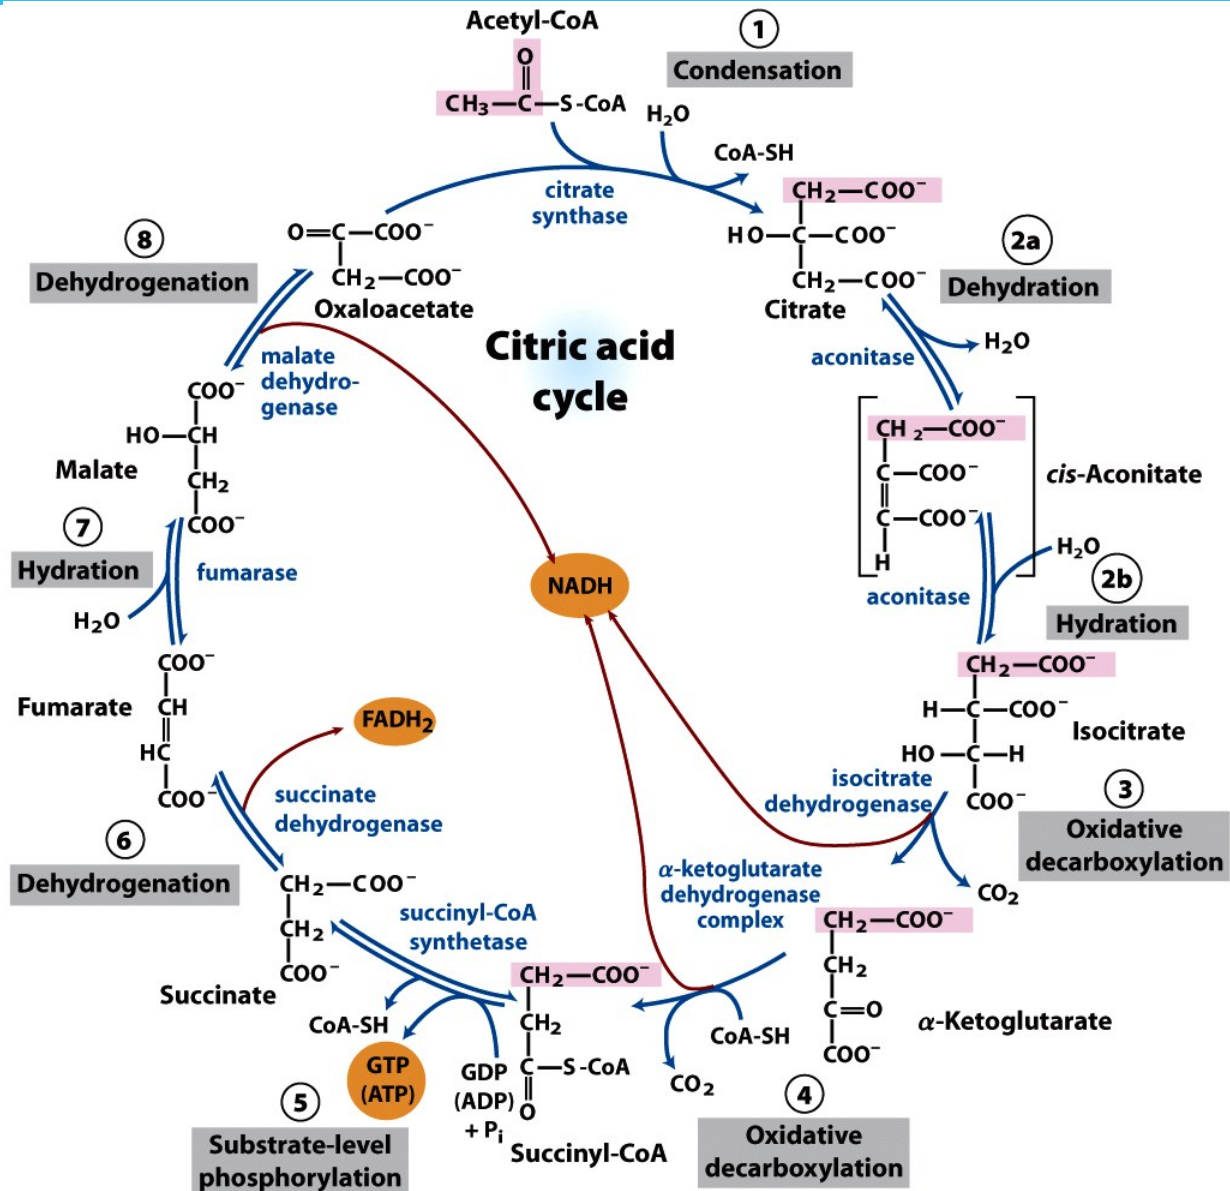 Acetyl-CoA
O
CH₃—C—S-CoA
1
Condensation
H₂O
CoA-SH
citrate
synthase
CH₂—COO⁻
HO—C—COO⁻
CH₂—COO⁻
Citrate
2a
Dehydration
H₂O
aconitase
CH₂—COO⁻
C—COO⁻
C—COO⁻
H
cis-Aconitate
H₂O
aconitase
2b
Hydration
CH₂—COO⁻
H—C—COO⁻
HO—C—H
COO⁻
Isocitrate
isocitrate
dehydrogenase
3
Oxidative
decarboxylation
CO₂
CH₂—COO⁻
CH₂
C=O
COO⁻
α-Ketoglutarate
α-ketoglutarate
dehydrogenase
complex
CoA-SH
CO₂
4
Oxidative
decarboxylation
CH₂—COO⁻
CH₂
C—S-CoA
O
Succinyl-CoA
succinyl-CoA
synthetase
GDP
(ADP)
+ Pᵢ
GTP
(ATP)
CoA-SH
5
Substrate-level
phosphorylation
CH₂—COO⁻
CH₂
COO⁻
Succinate
succinate
dehydrogenase
FADH₂
6
Dehydrogenation
COO⁻
CH
HC
COO⁻
Fumarate
H₂O
fumarase
7
Hydration
COO⁻
HO—CH
CH₂
COO⁻
Malate
malate
dehydro-
genase
8
Dehydrogenation
O=C—COO⁻
CH₂—COO⁻
Oxaloacetate
Citric acid
cycle
NADH